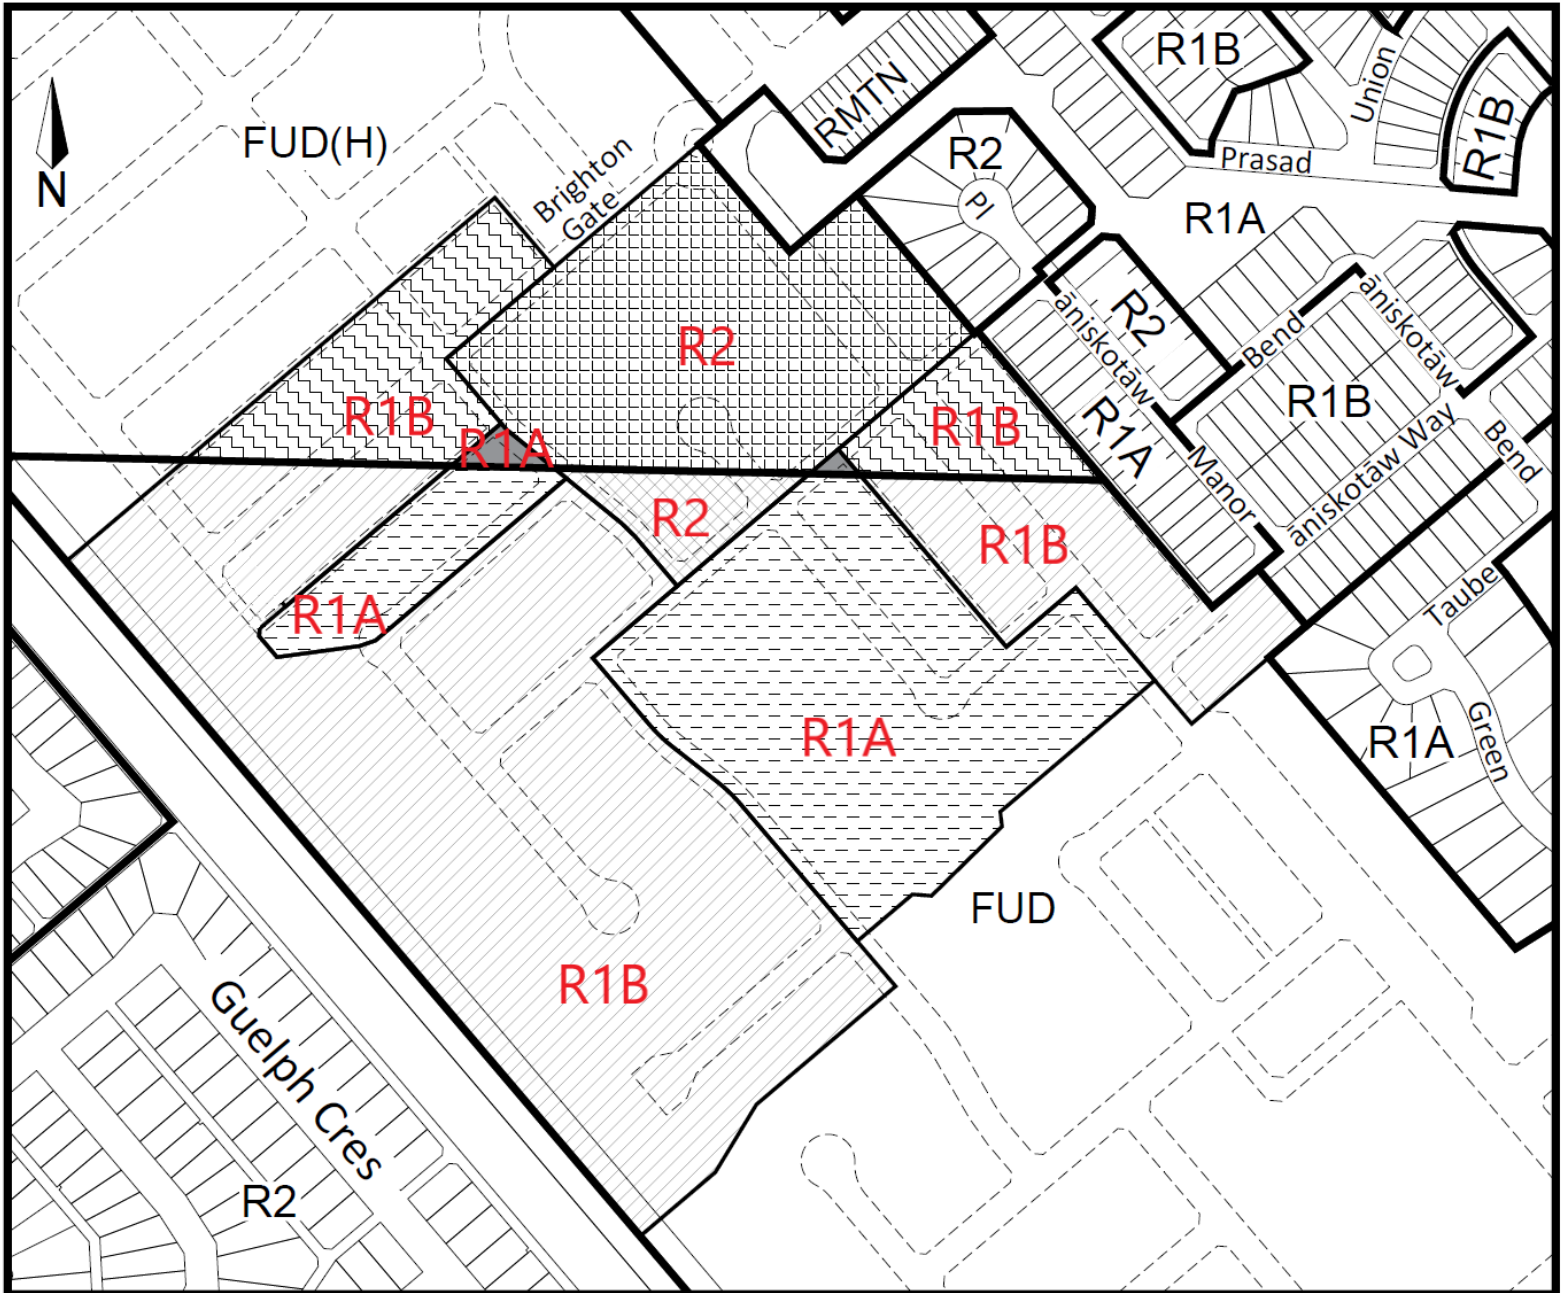 R1B
Union
R1B
RMTN
FUD(H)
R2
Prasad
N
Brighton
Gate
Pl
R1A
R2
āniskotāw
āniskotāw
Bend
R2
R1B
R1B
R1A
R1B
R1A
Manor
āniskotāw Way
Bend
R2
R1B
R1A
Taube
R1A
R1A
Green
FUD
R1B
Guelph Cres
R2